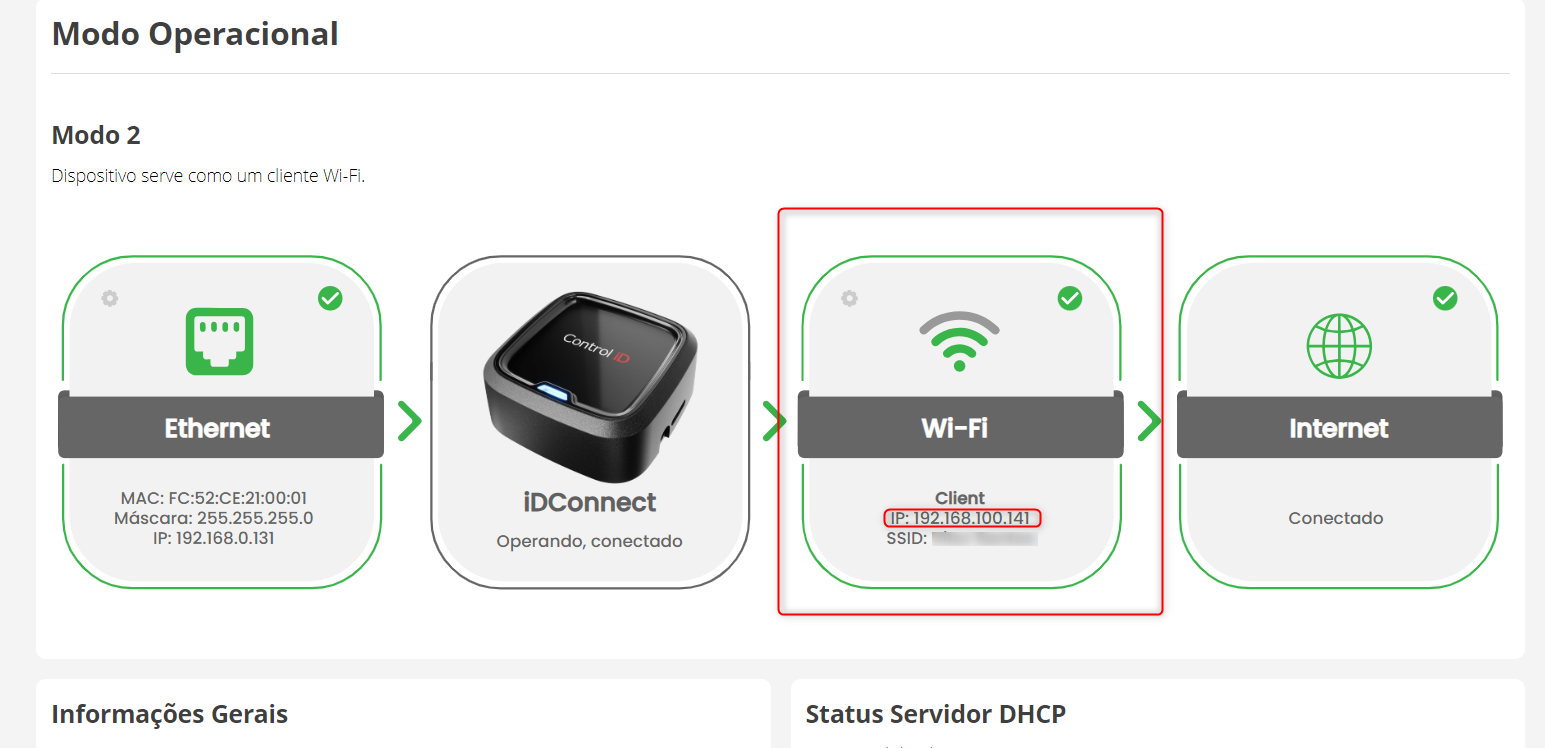 Modo Operacional
Modo 2
Dispositivo serve como um cliente Wi-Fi.
Control iD
Ethernet
MAC: FC:52:CE:21:00:01
Máscara: 255.255.255.0
IP: 192.168.0.131
iDConnect
Operando, conectado
Wi-Fi
Client
IP: 192.168.100.141
SSID:
Internet
Conectado
Informações Gerais
Status Servidor DHCP